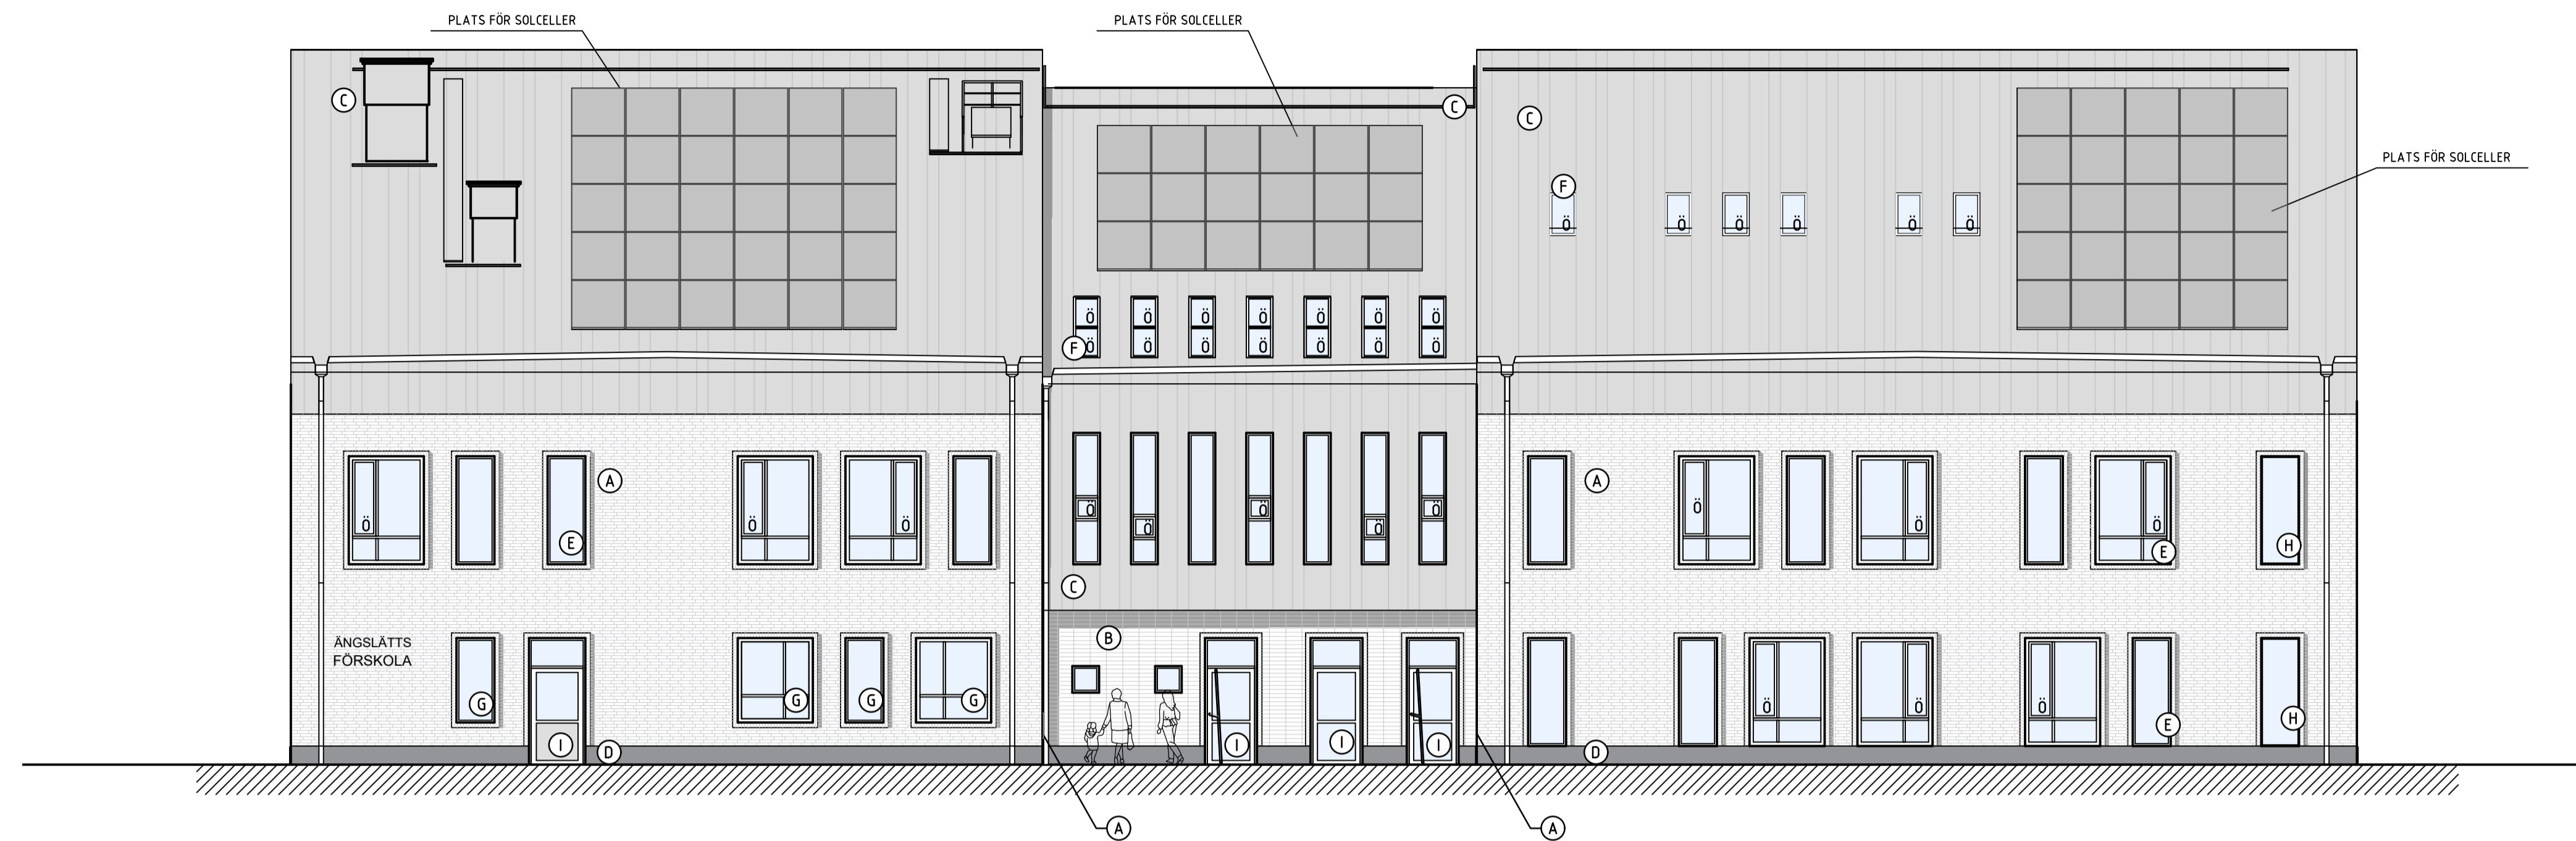 PLATS FÖR SOLCELLER
PLATS FÖR SOLCELLER
C
C
C
PLATS FÖR SOLCELLER
F
Ö
Ö Ö Ö Ö Ö
Ö Ö Ö Ö Ö Ö Ö
F Ö Ö Ö Ö Ö Ö Ö
A
A
Ö Ö Ö
Ö Ö Ö Ö Ö
Ö Ö Ö
E
E
H
C
ÄNGSLÄTTS
FÖRSKOLA
B
G
G
G
G
Ö Ö Ö
E
H
I
D
I
I
I
D
A
A